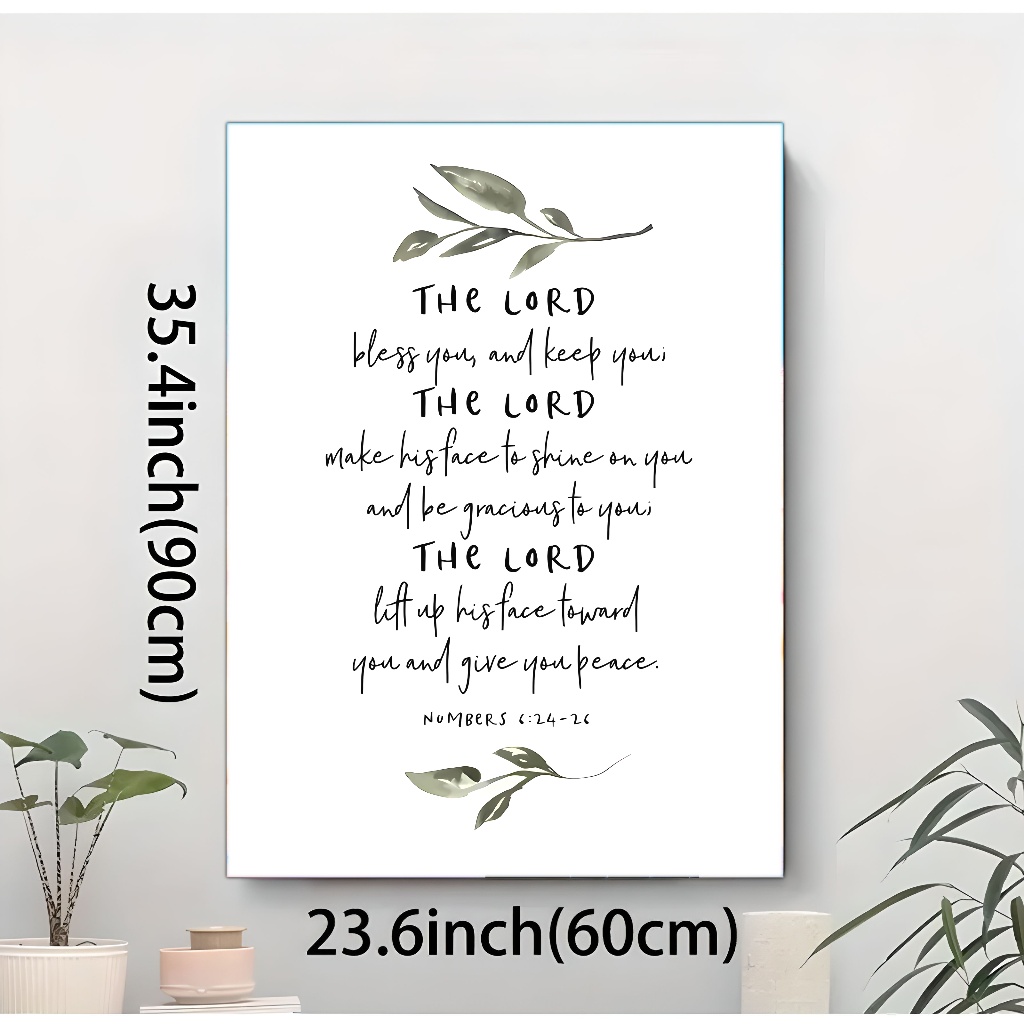 THE LORD
bless you, and keep you;
THE LORD
make his face to shine on you
and be gracious to you;
THE LORD
lift up his face toward
you and give you peace.
NUMBERS 6:24-26
35.4inch(90cm)
23.6inch(60cm)